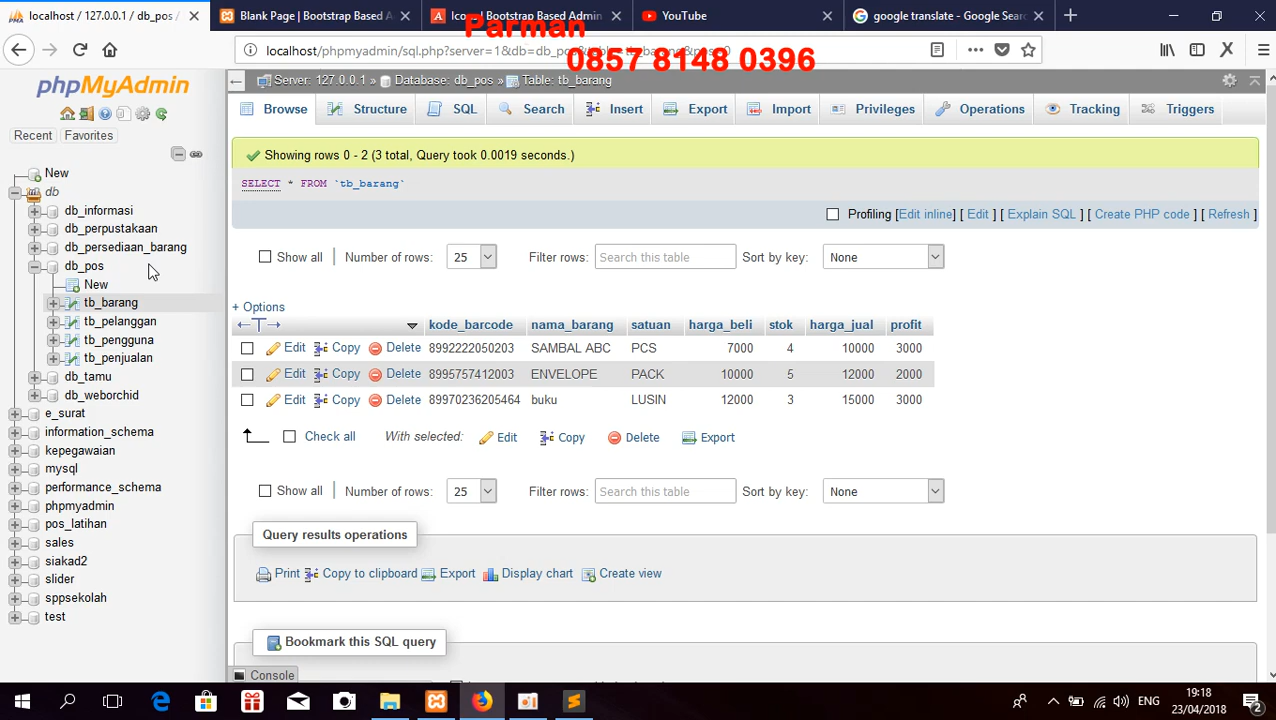 localhost / 127.0.0.1 / db_pos /
Blank Page | Bootstrap Based A
Bootstrap Based Admin
YouTube
google translate - Google Sear
Parman
0857 8148 0396
phpMyAdmin
Recent
Favorites
New
db
db_informasi
db_perpustakaan
db_persediaan_barang
db_pos
New
tb_barang
tb_pelanggan
tb_pengguna
tb_penjualan
db_tamu
db_weborchid
e_surat
information_schema
kepegawaian
mysql
performance_schema
phpmyadmin
pos_latihan
sales
siakad2
slider
sppsekolah
test
Server: 127.0.0.1 » Database: db_pos » Table: tb_barang
Browse Structure SQL Search Insert Export Import Privileges Operations Tracking Triggers
Showing rows 0 - 2 (3 total, Query took 0.0019 seconds.)
SELECT * FROM `tb_barang`
Profiling [Edit inline] [ Edit ] [ Explain SQL ] [ Create PHP code ] [ Refresh ]
Show all Number of rows: 25 Filter rows: Search this table Sort by key: None
+ Options
kode_barcode nama_barang satuan harga_beli stok harga_jual profit
Edit Copy Delete 8992222050203 SAMBAL ABC PCS 7000 4 10000 3000
Edit Copy Delete 8995757412003 ENVELOPE PACK 10000 5 12000 2000
Edit Copy Delete 89970236205464 buku LUSIN 12000 3 15000 3000
Check all With selected: Edit Copy Delete Export
Show all Number of rows: 25 Filter rows: Search this table Sort by key: None
Query results operations
Print Copy to clipboard Export Display chart Create view
Bookmark this SQL query
Console
ENG
19:18
23/04/2018
2